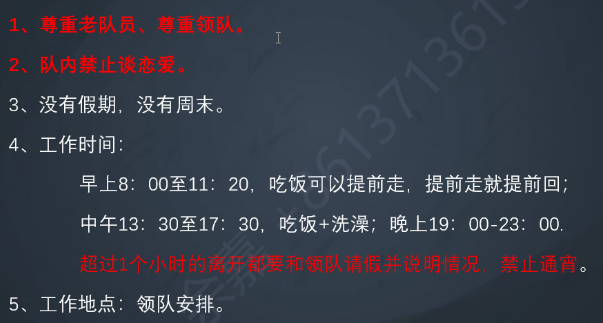 1、尊重老队员、尊重领队。
2、队内禁止谈恋爱。
3、没有假期，没有周末。
4、工作时间：
早上8：00至11：20，吃饭可以提前走，提前走就提前回；
中午13：30至17：30，吃饭+洗澡；晚上19：00-23：00.
超过1个小时的离开都要和领队请假并说明情况，禁止通宵。
5、工作地点：领队安排。